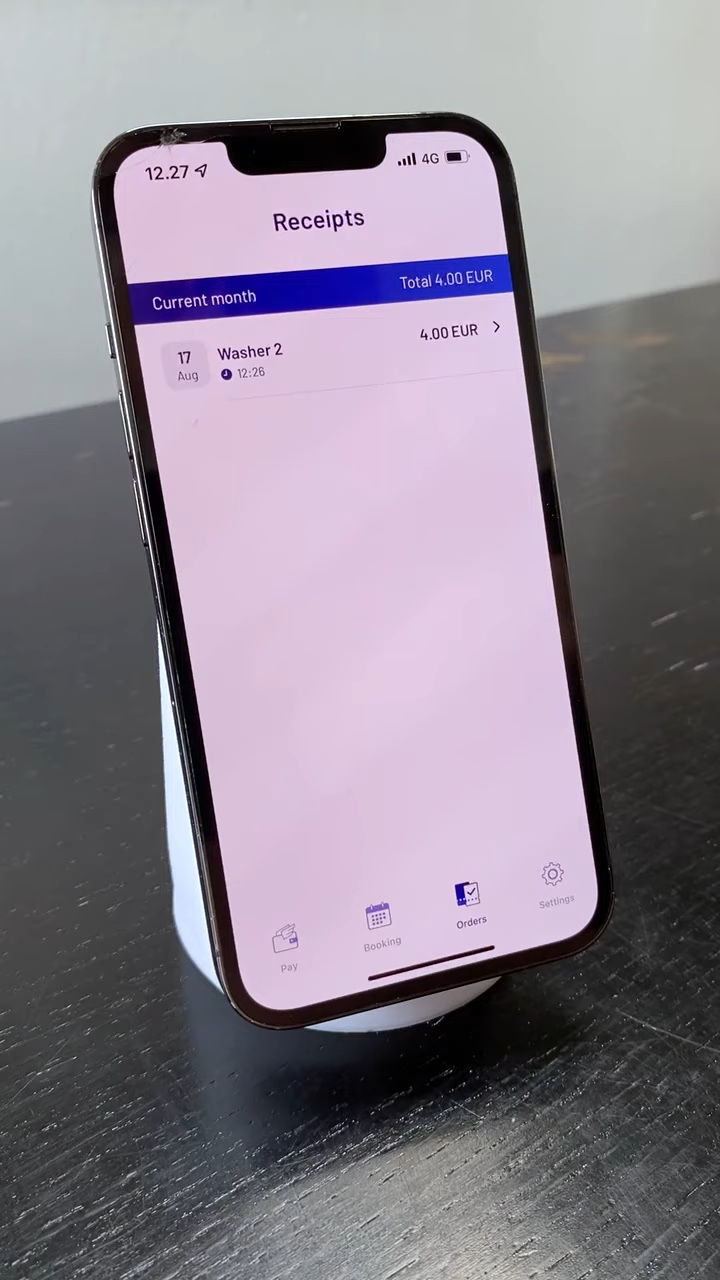 12.27
4G
Receipts
Current month
Total 4.00 EUR
17
Aug
Washer 2
12:26
4.00 EUR
Pay
Booking
Orders
Settings